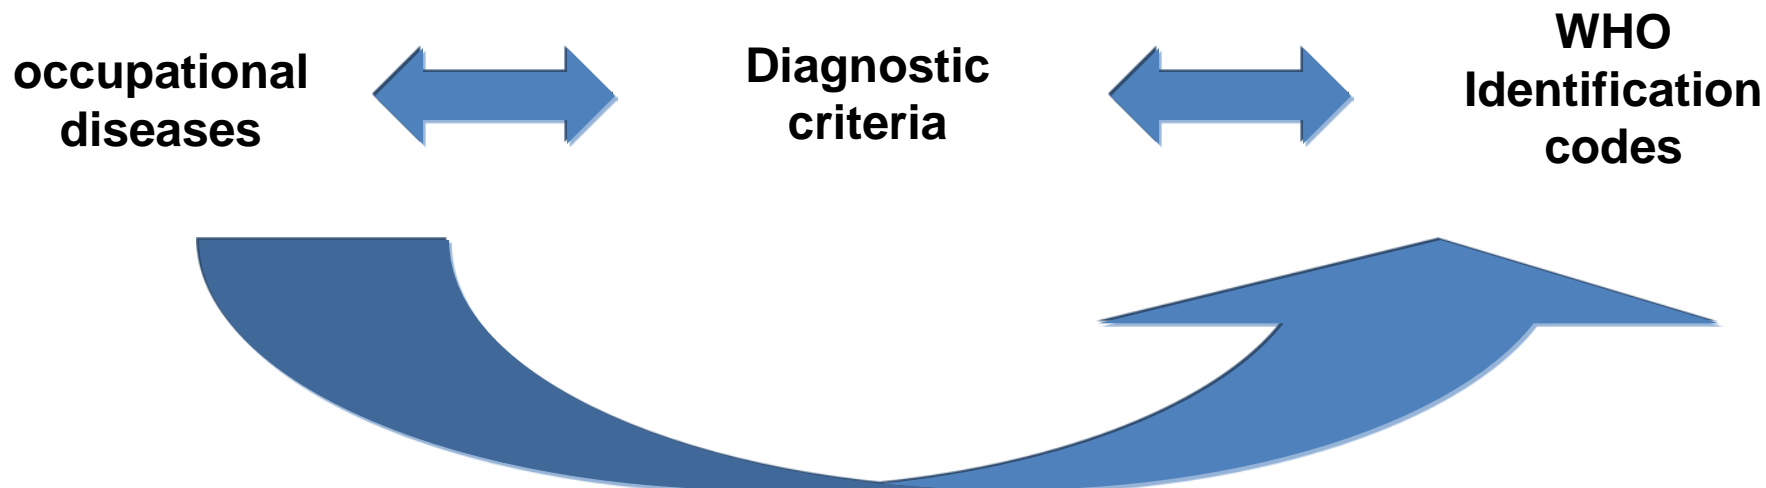 occupational
diseases
Diagnostic
criteria
WHO
Identification
codes